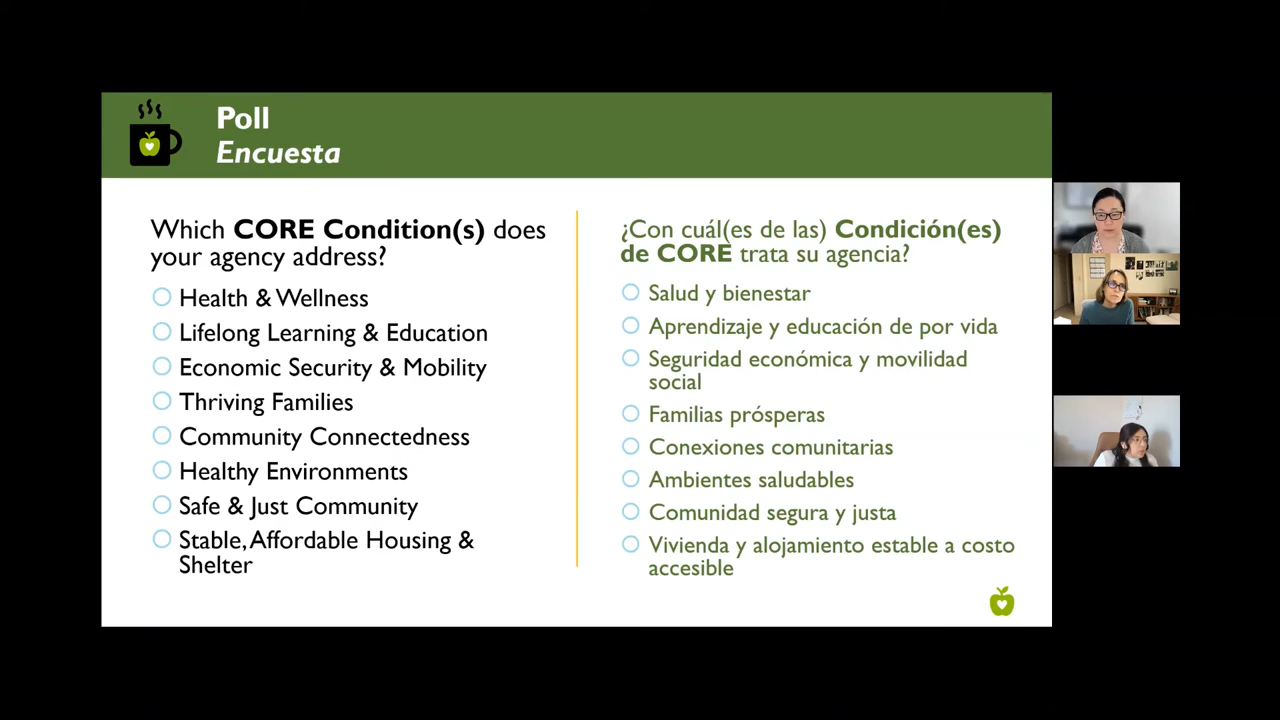 Poll
Encuesta
Which CORE Condition(s) does
your agency address?
Health & Wellness
Lifelong Learning & Education
Economic Security & Mobility
Thriving Families
Community Connectedness
Healthy Environments
Safe & Just Community
Stable, Affordable Housing &
Shelter
¿Con cuál(es de las) Condición(es)
de CORE trata su agencia?
Salud y bienestar
Aprendizaje y educación de por vida
Seguridad económica y movilidad
social
Familias prósperas
Conexiones comunitarias
Ambientes saludables
Comunidad segura y justa
Vivienda y alojamiento estable a costo
accesible